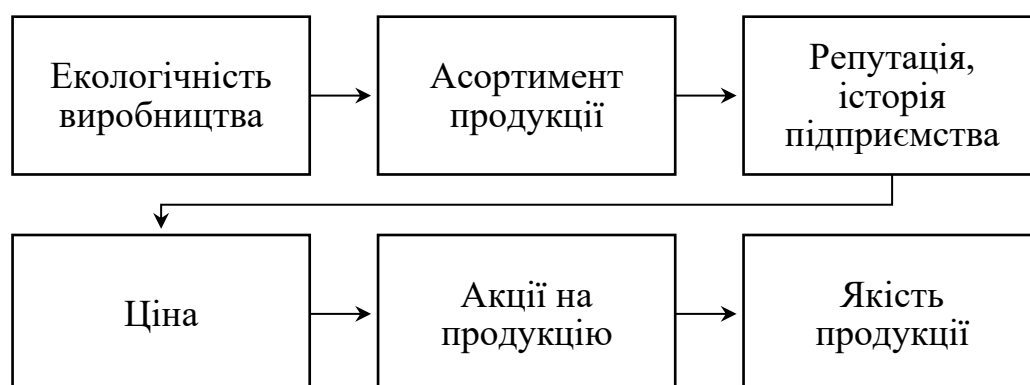 Екологічність
виробництва
Асортимент
продукції
Репутація,
історія
підприємства
Ціна
Акції на
продукцію
Якість
продукції